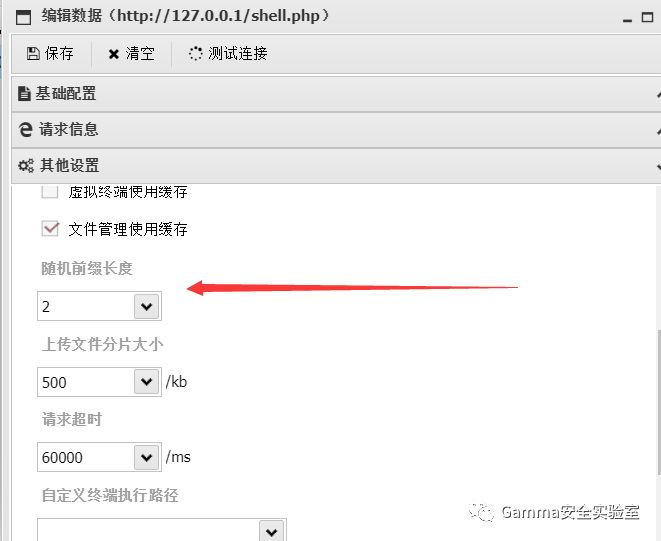 编辑数据（http://127.0.0.1/shell.php）
保存 清空 测试连接
基础配置
请求信息
其他设置
虚拟终端使用缓存
文件管理使用缓存
随机前缀长度
2
上传文件分片大小
500 /kb
请求超时
60000 /ms
自定义终端执行路径
Gamma安全实验室